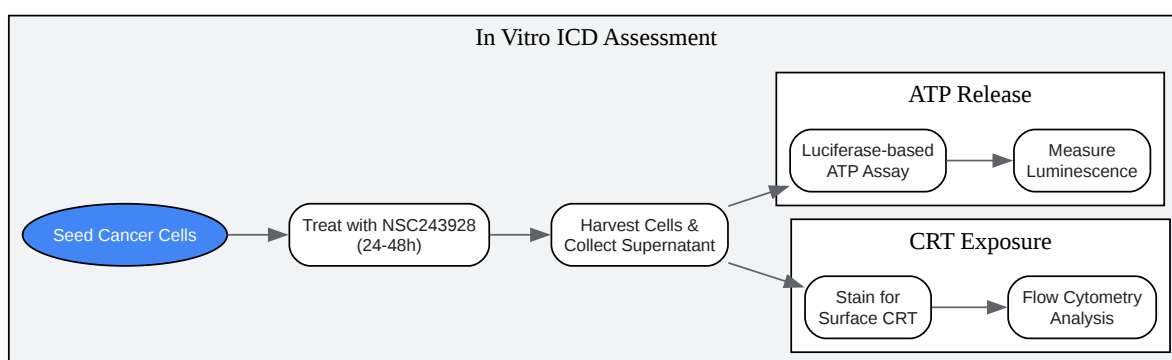 In Vitro ICD Assessment
ATP Release
Luciferase-based
ATP Assay
Measure
Luminescence
Seed Cancer Cells
Treat with NSC243928
(24-48h)
Harvest Cells &
Collect Supernatant
CRT Exposure
Stain for
Surface CRT
Flow Cytometry
Analysis